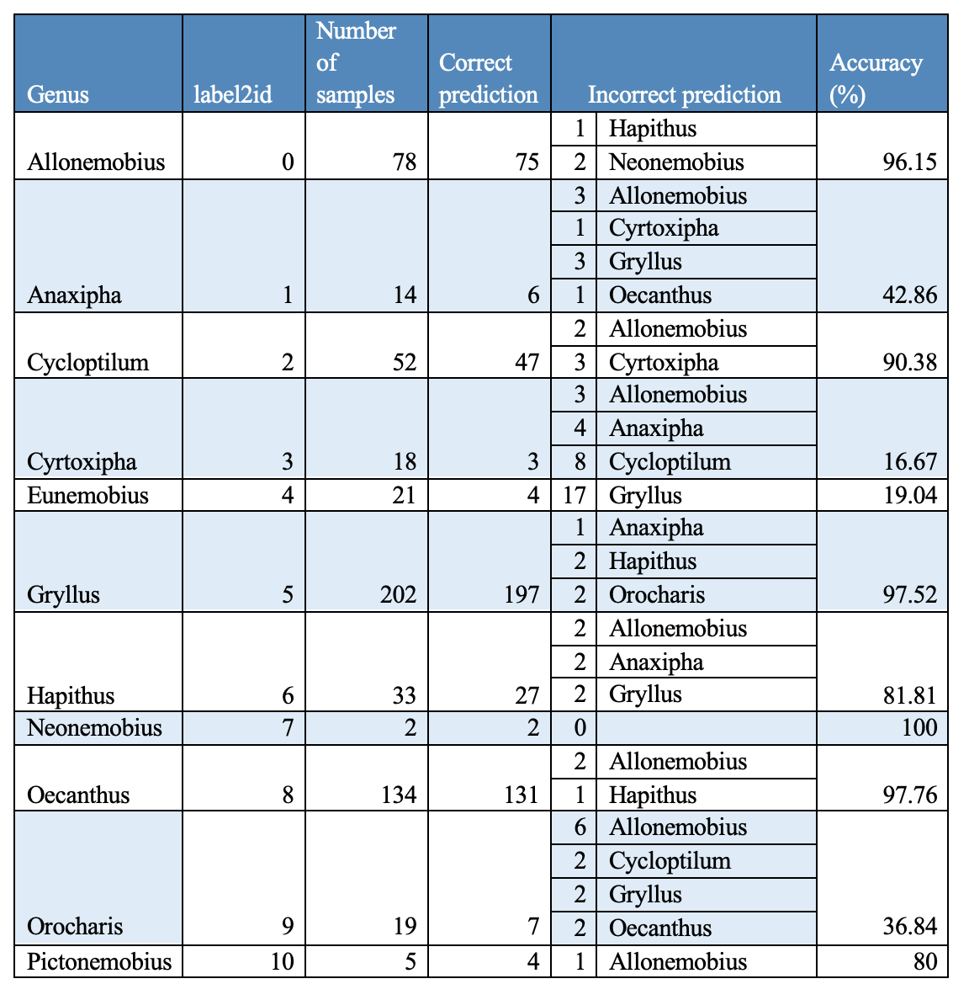 Genus label2id Number of samples Correct prediction Incorrect prediction Accuracy (%)
1 Hapithus
Allonemobius 0 78 75 2 Neonemobius 96.15
3 Allonemobius
1 Cyrtoxipha
3 Gryllus
Anaxipha 1 14 6 1 Oecanthus 42.86
2 Allonemobius
Cycloptilum 2 52 47 3 Cyrtoxipha 90.38
3 Allonemobius
4 Anaxipha
Cyrtoxipha 3 18 3 8 Cycloptilum 16.67
Eunemobius 4 21 4 17 Gryllus 19.04
1 Anaxipha
2 Hapithus
Gryllus 5 202 197 2 Orocharis 97.52
2 Allonemobius
2 Anaxipha
Hapithus 6 33 27 2 Gryllus 81.81
Neonemobius 7 2 2 0 100
2 Allonemobius
Oecanthus 8 134 131 1 Hapithus 97.76
6 Allonemobius
2 Cycloptilum
2 Gryllus
Orocharis 9 19 7 2 Oecanthus 36.84
Pictonemobius 10 5 4 1 Allonemobius 80